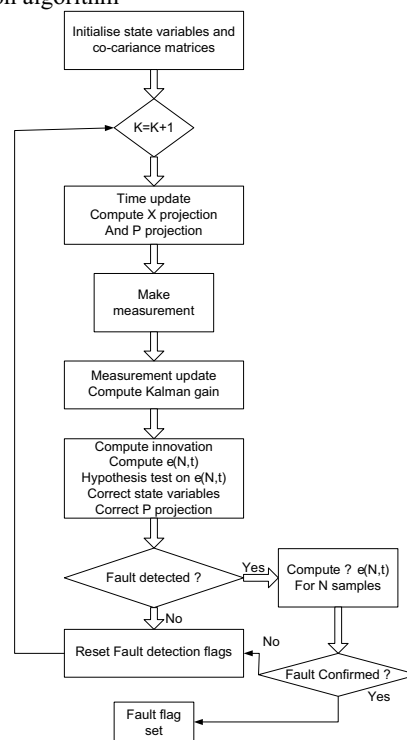 on algorithm
Initialise state variables and
co-cariance matrices
K=K+1
Time update
Compute X projection
And P projection
Make
measurement
Measurement update
Compute Kalman gain
Compute innovation
Compute e(N,t)
Hypothesis test on e(N,t)
Correct state variables
Correct P projection
Fault detected ?
Yes
Compute ? e(N,t)
For N samples
No
Reset Fault detection flags
No
Fault Confirmed ?
Yes
Fault flag
set